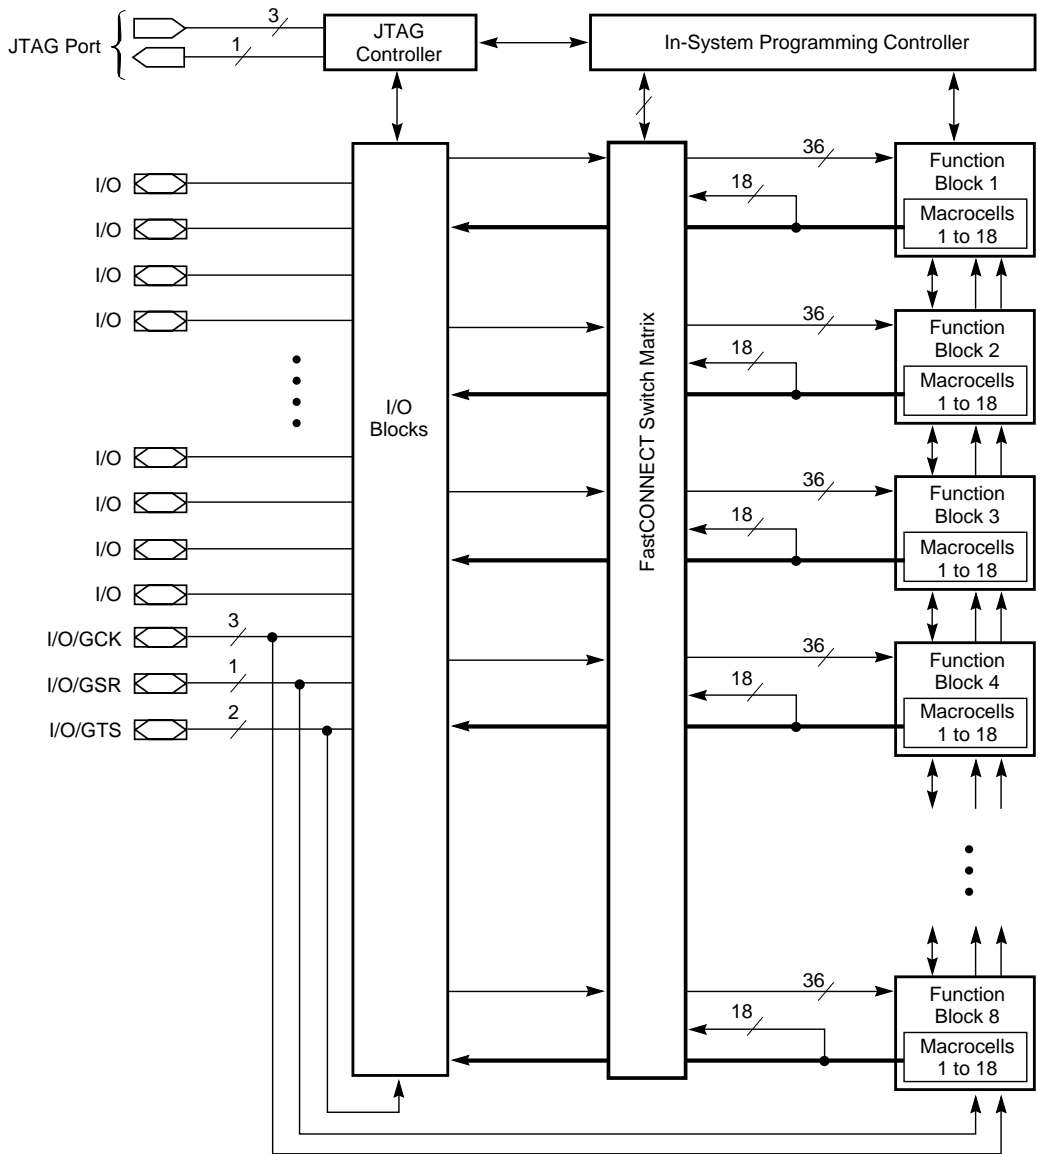 JTAG Port
3
1
JTAG
Controller
In-System Programming Controller
I/O
I/O
I/O
I/O
I/O
I/O
I/O
I/O
I/O/GCK
3
I/O/GSR
1
I/O/GTS
2
I/O
Blocks
FastCONNECT Switch Matrix
36
18
Function
Block 1
Macrocells
1 to 18
36
18
Function
Block 2
Macrocells
1 to 18
36
18
Function
Block 3
Macrocells
1 to 18
36
18
Function
Block 4
Macrocells
1 to 18
36
18
Function
Block 8
Macrocells
1 to 18